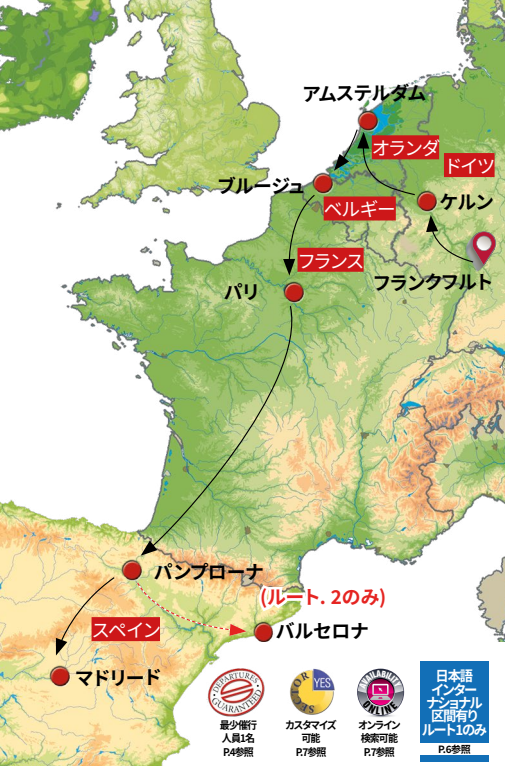 アムステルダム
オランダ
ドイツ
ブルージュ
ケルン
ベルギー
フランス
フランクフルト
パリ
パンプローナ
(ルート. 2のみ)
スペイン
バルセロナ
マドリード
DEPARTURES
GUARANTEED
最少催行
人員1名
P.4参照
SECTOR
YES
カスタマイズ
可能
P.7参照
AVAILABILITY
ONLINE
オンライン
検索可能
P.7参照
日本語
インター
ナショナル
区間有り
ルート1のみ
P.6参照